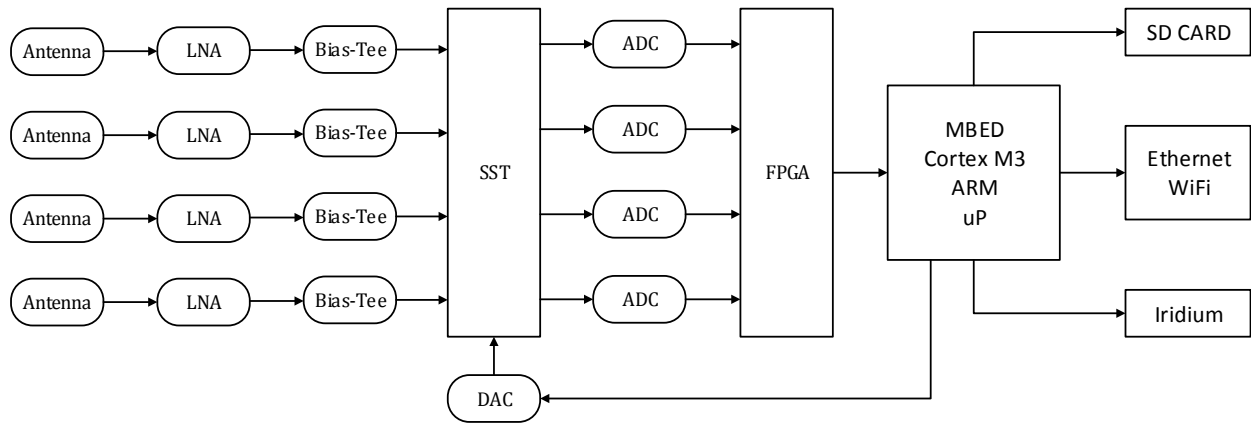 Antenna
LNA
Bias-Tee
ADC
SD CARD
Antenna
LNA
Bias-Tee
ADC
SST
FPGA
MBED
Cortex M3
ARM
uP
Ethernet
WiFi
Antenna
LNA
Bias-Tee
ADC
Antenna
LNA
Bias-Tee
ADC
Iridium
DAC